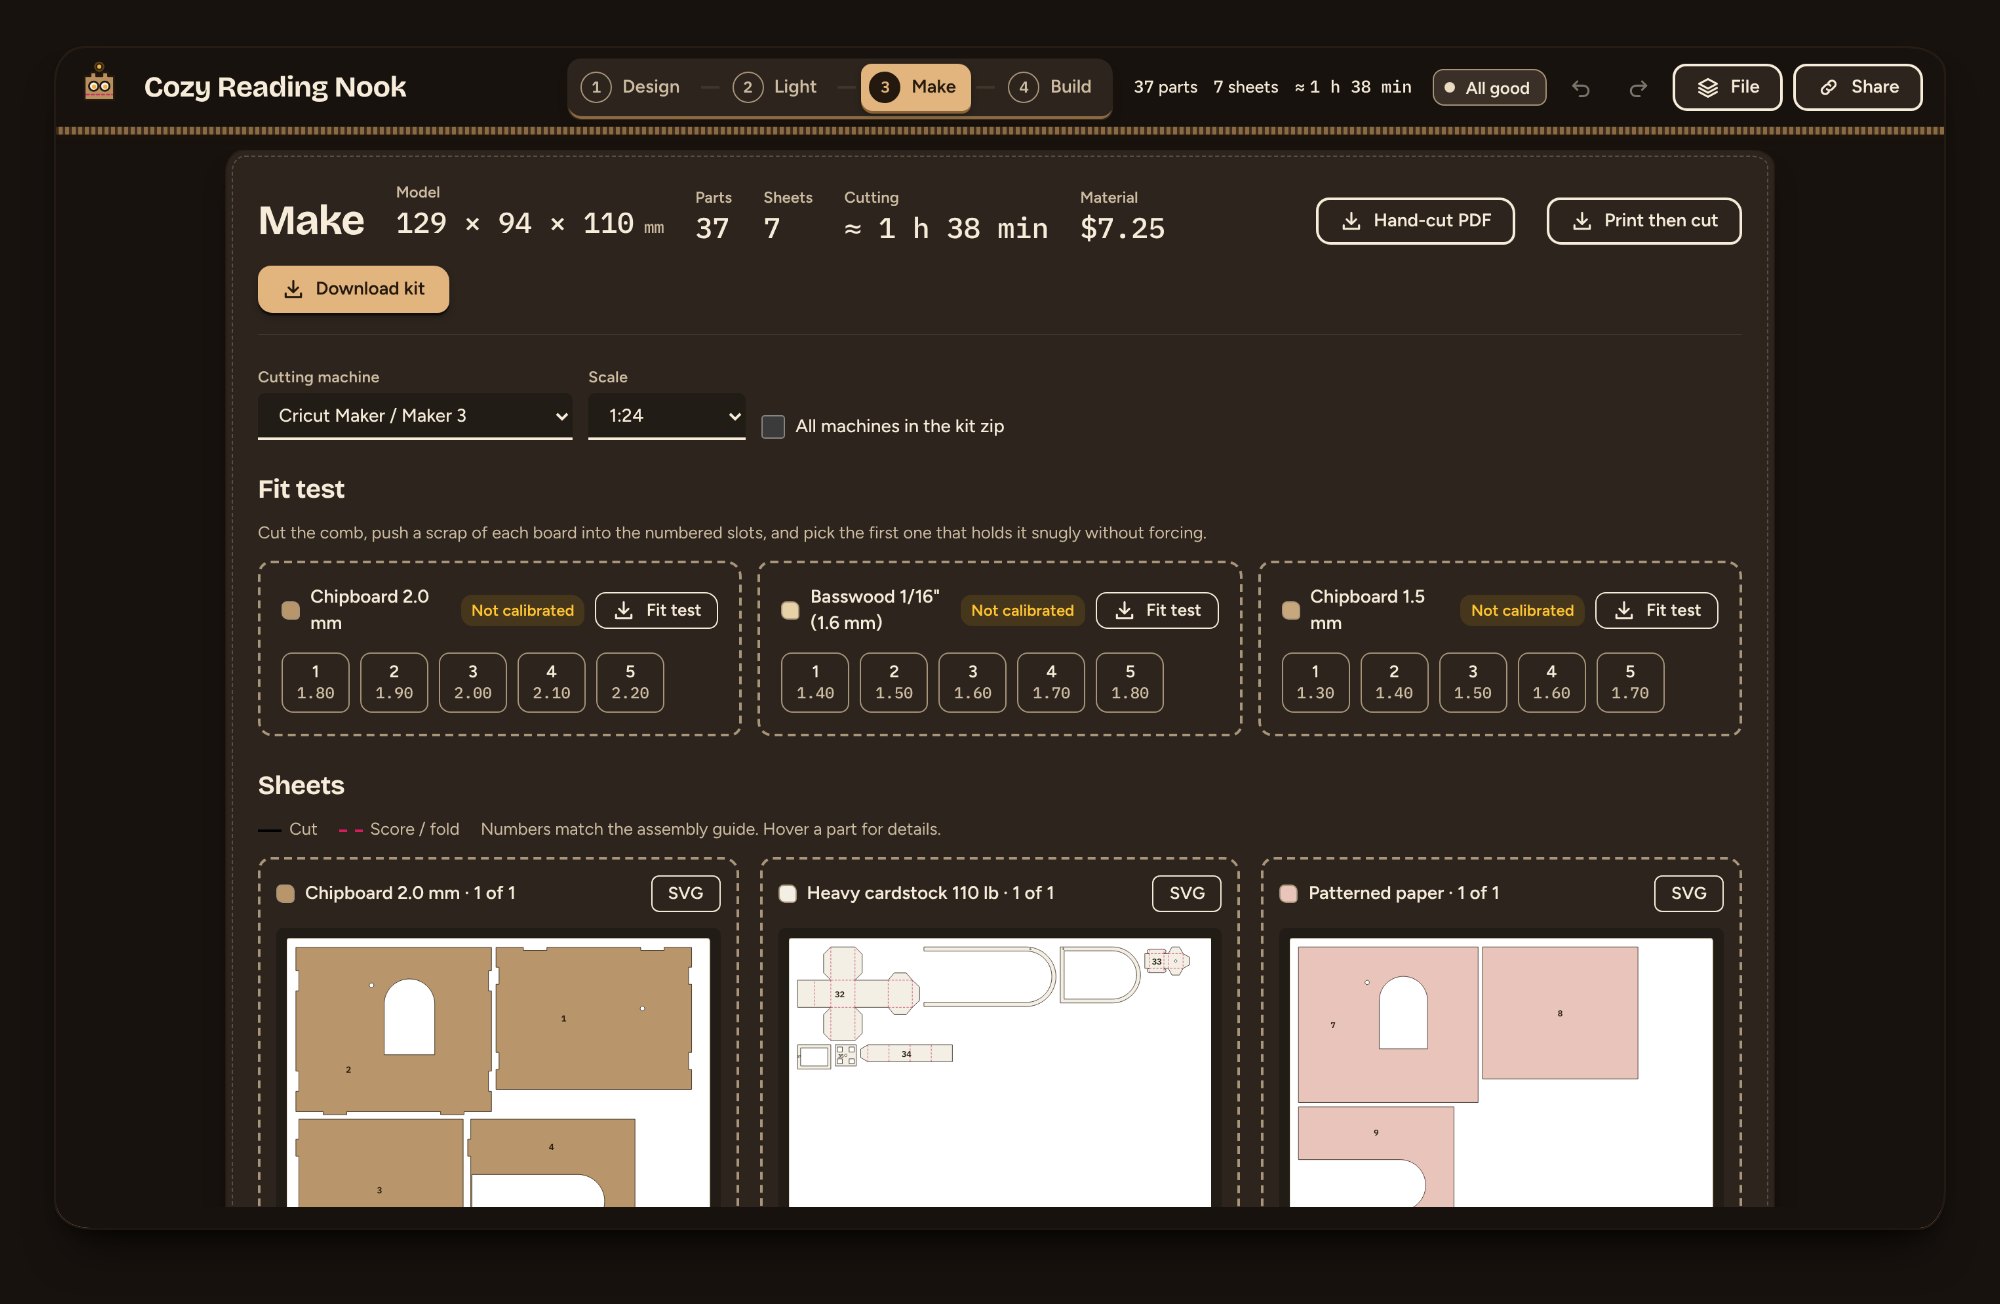 Cozy Reading Nook
1 Design
2 Light
3 Make
4 Build
37 parts 7 sheets ≈ 1 h 38 min
All good
File
Share
Make
Model
129 × 94 × 110 mm
Parts
37
Sheets
7
Cutting
≈ 1 h 38 min
Material
$7.25
Hand-cut PDF
Print then cut
Download kit
Cutting machine
Cricut Maker / Maker 3
Scale
1:24
All machines in the kit zip
Fit test
Cut the comb, push a scrap of each board into the numbered slots, and pick the first one that holds it snugly without forcing.
Chipboard 2.0
mm
Not calibrated
Fit test
1 2 3 4 5
1.80 1.90 2.00 2.10 2.20
Basswood 1/16"
(1.6 mm)
Not calibrated
Fit test
1 2 3 4 5
1.40 1.50 1.60 1.70 1.80
Chipboard 1.5
mm
Not calibrated
Fit test
1 2 3 4 5
1.30 1.40 1.50 1.60 1.70
Sheets
Cut
Score / fold
Numbers match the assembly guide. Hover a part for details.
Chipboard 2.0 mm · 1 of 1
SVG
1
2
4
3
Heavy cardstock 110 lb · 1 of 1
SVG
33
32
34
Patterned paper · 1 of 1
SVG
8
7
9